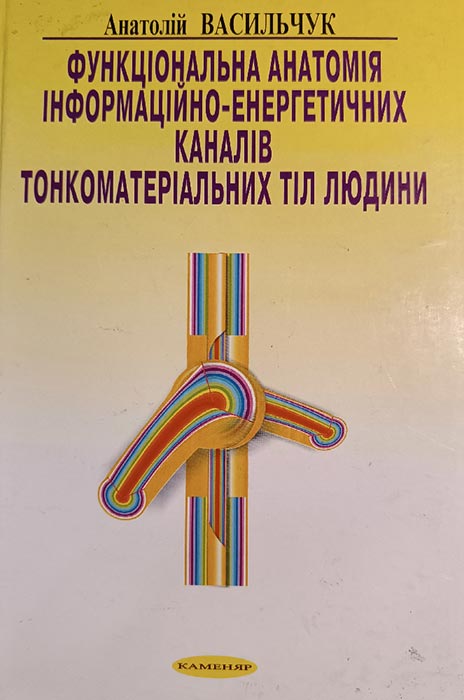 Анатолій ВАСИЛЬЧУК
ФУНКЦІОНАЛЬНА АНАТОМІЯ
ІНФОРМАЦІЙНО-ЕНЕРГЕТИЧНИХ
КАНАЛІВ
ТОНКОМАТЕРІАЛЬНИХ ТІЛ ЛЮДИНИ
КАМЕНЯР